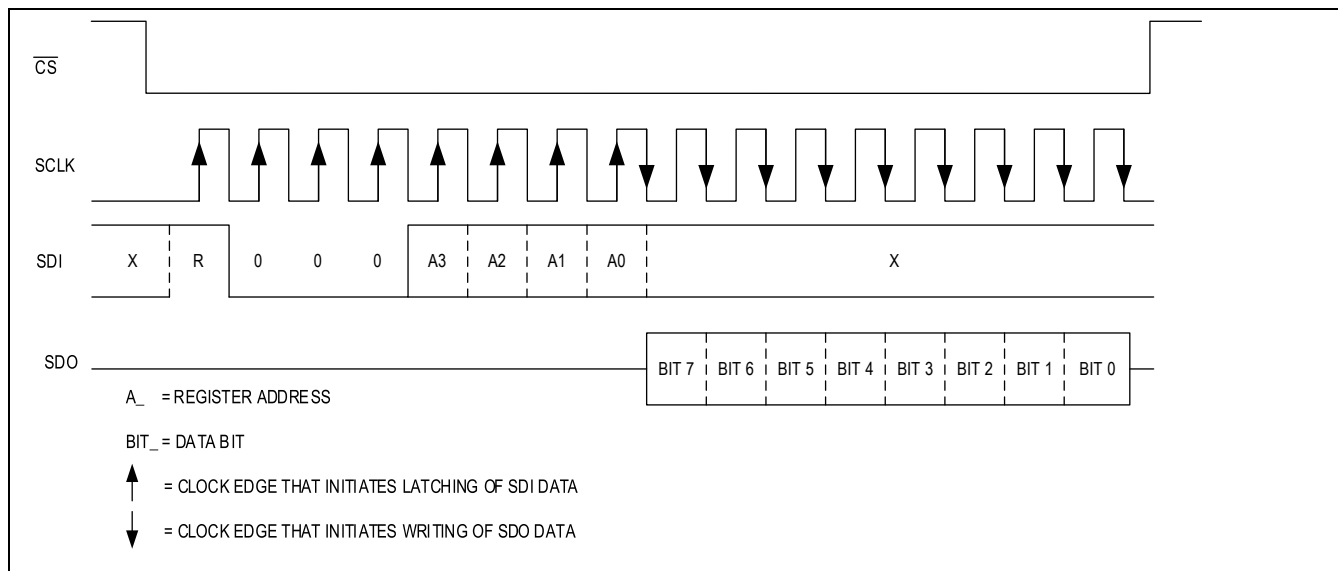 CS
SCLK
SDI X R 0 0 0 A3 A2 A1 A0 X
SDO BIT 7 BIT 6 BIT 5 BIT 4 BIT 3 BIT 2 BIT 1 BIT 0
A_ = REGISTER ADDRESS
BIT_ = DATA BIT
= CLOCK EDGE THAT INITIATES LATCHING OF SDI DATA
= CLOCK EDGE THAT INITIATES WRITING OF SDO DATA